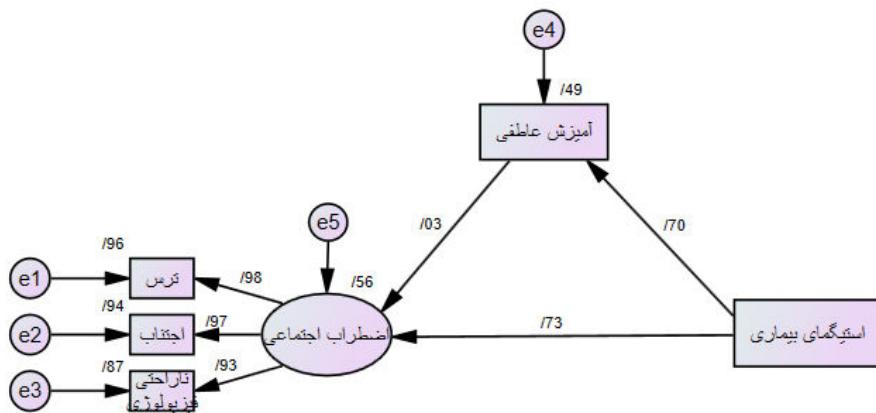 e4
/49
آمیزش عاطفی
e5
/03
/70
/96
e1
ترس
/98
/56
/94
e2
اجتناب
/97
اضطراب اجتماعی
/73
استیگمای بیماری
/87
e3
ناراحتی
فیزیولوژی
/93